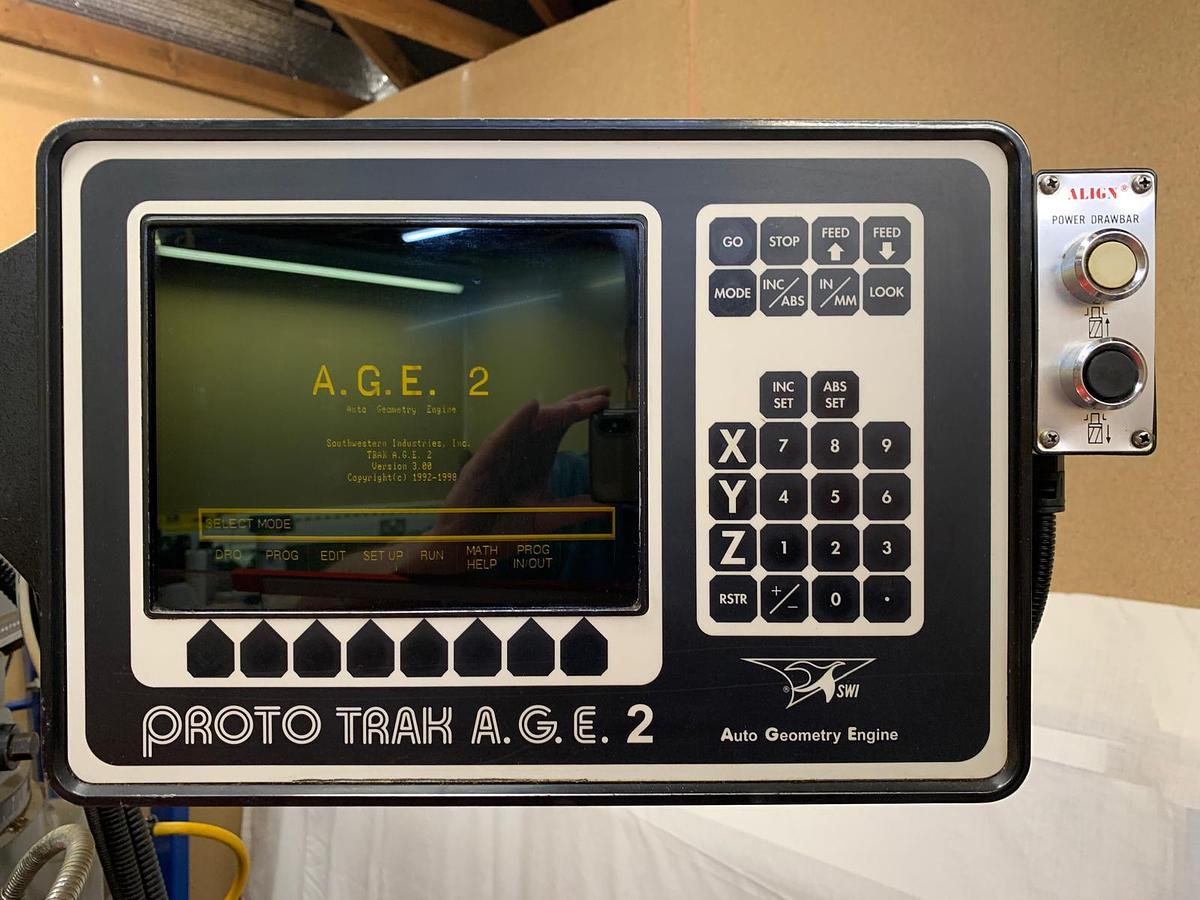 A.G.E. 2
Auto Geometry Engine
Southwestern Industries, Inc.
TRAK A.G.E. 2
Version 3.00
Copyright(c) 1992-1998
SELECT MODE
DRO PROG EDIT SET UP RUN MATH HELP PROG IN/OUT
PROTO TRAK A.G.E. 2
GO STOP FEED FEED
MODE INC/ABS IN/MM LOOK
INC SET ABS SET
X 7 8 9
Y 4 5 6
Z 1 2 3
RSTR +/− 0 .
® SWI
Auto Geometry Engine
ALIGN®
POWER DRAWBAR